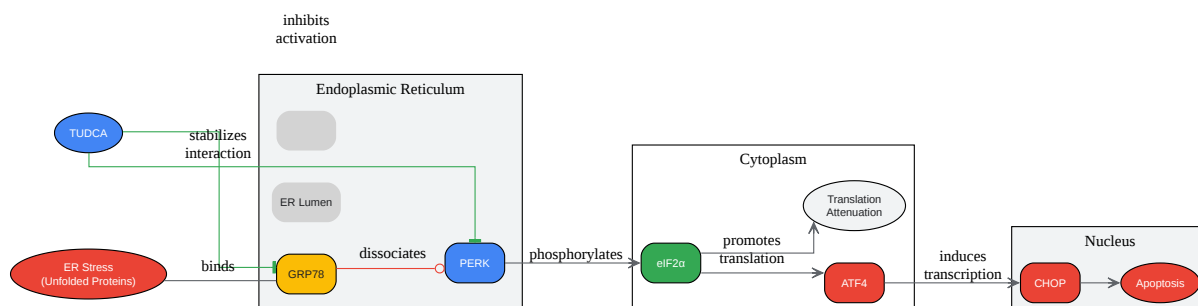 inhibits
activation
Endoplasmic Reticulum
TUDCA
stabilizes
interaction
ER Lumen
Cytoplasm
Translation
Attenuation
Nucleus
ER Stress
(Unfolded Proteins)
binds
GRP78
dissociates
PERK
phosphorylates
eIF2α
promotes
translation
ATF4
induces
transcription
CHOP
Apoptosis